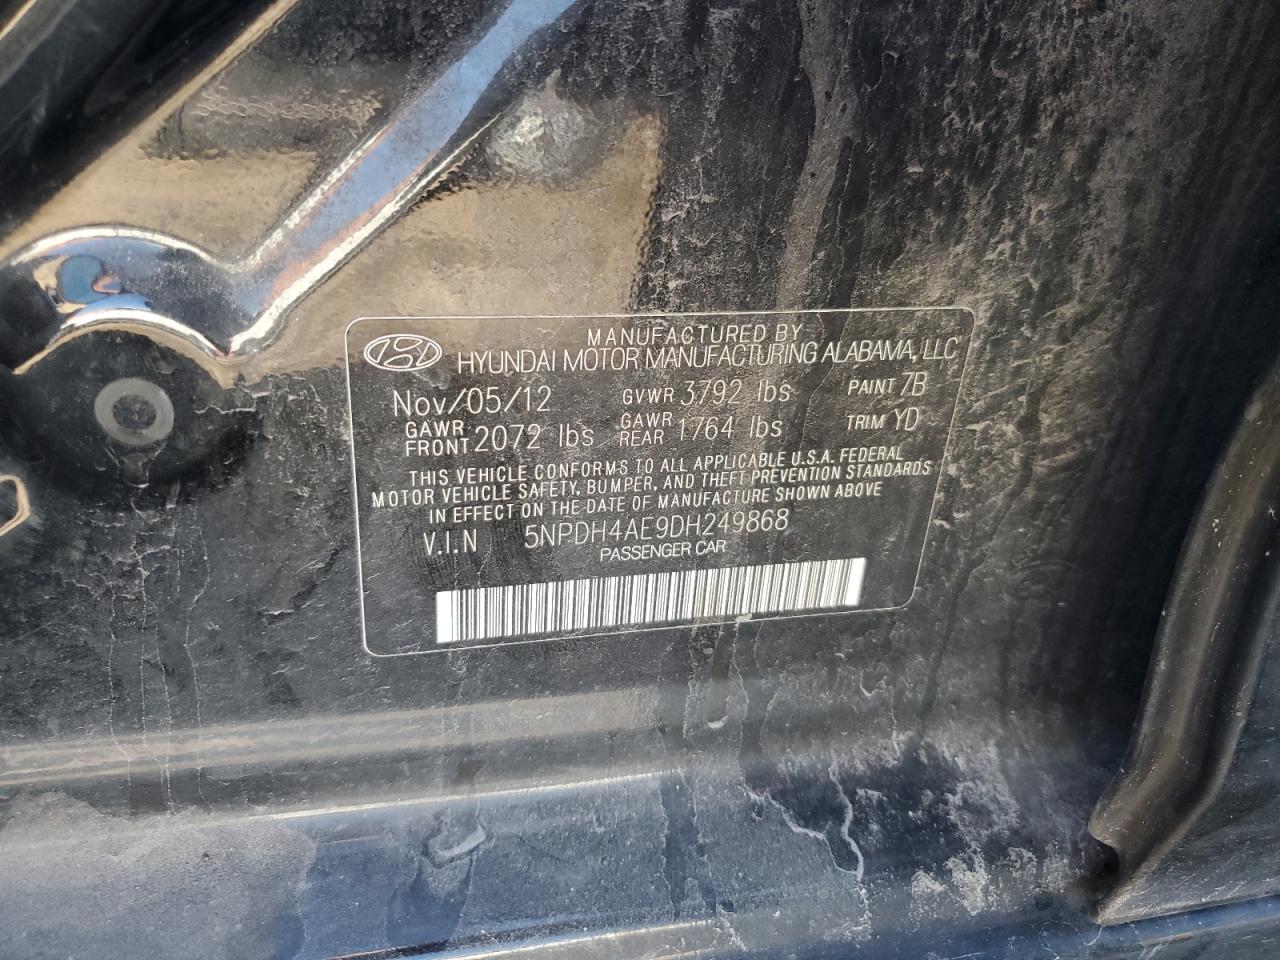 MANUFACTURED BY
HYUNDAI MOTOR MANUFACTURING ALABAMA, LLC
Nov/05/12 GVWR 3792 lbs PAINT 7B
GAWR FRONT 2072 lbs GAWR REAR 1764 lbs TRIM YD
THIS VEHICLE CONFORMS TO ALL APPLICABLE U.S.A. FEDERAL
MOTOR VEHICLE SAFETY, BUMPER, AND THEFT PREVENTION STANDARDS
IN EFFECT ON THE DATE OF MANUFACTURE SHOWN ABOVE
V.I.N 5NPDH4AE9DH249868
PASSENGER CAR